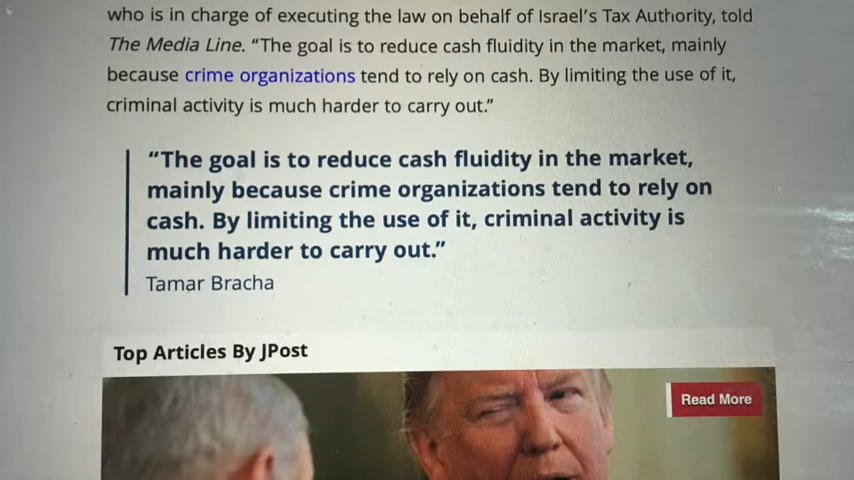 who is in charge of executing the law on behalf of Israel's Tax Authority, told
The Media Line. “The goal is to reduce cash fluidity in the market, mainly
because crime organizations tend to rely on cash. By limiting the use of it,
criminal activity is much harder to carry out.”
“The goal is to reduce cash fluidity in the market,
mainly because crime organizations tend to rely on
cash. By limiting the use of it, criminal activity is
much harder to carry out.”
Tamar Bracha
Top Articles By JPost
Read More